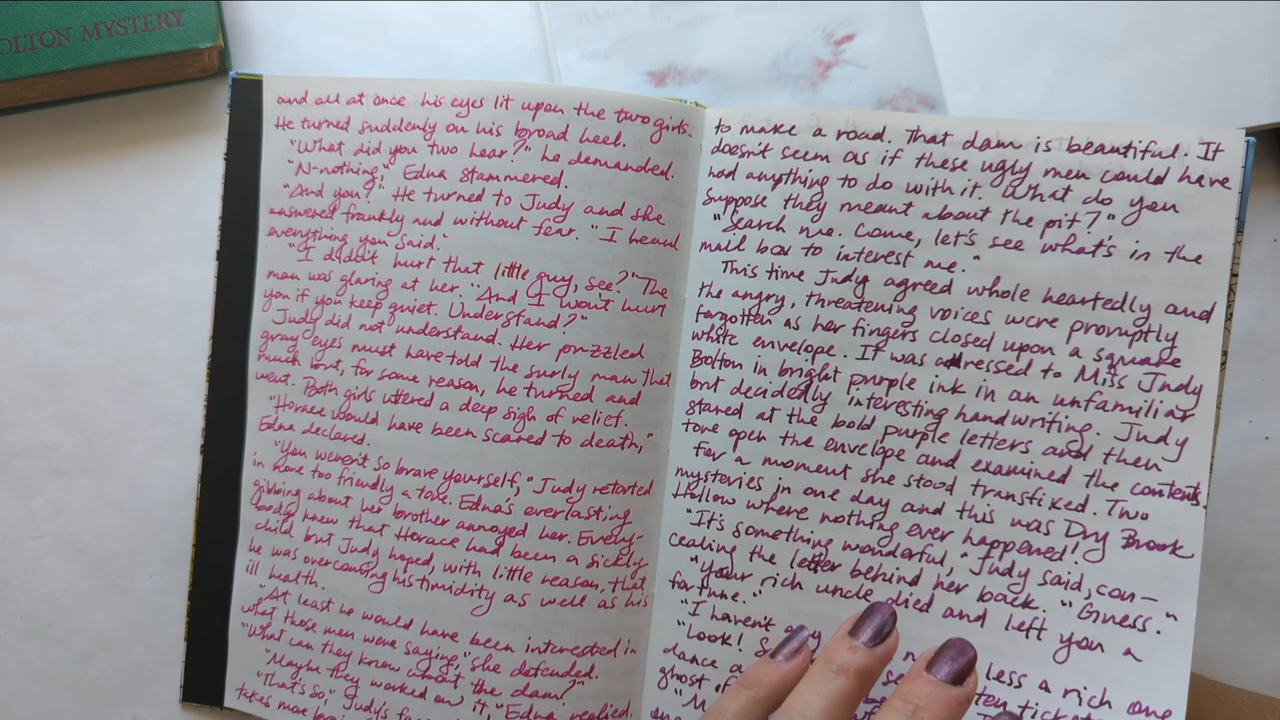 OLTON MYSTERY
and all at once his eyes lit upon the two girls.
He turned suddenly on his broad heel.
"What did you two hear?" he demanded.
"N-nothing!" Edna stammered.
"And you?" He turned to Judy and she
answered frankly and without fear. "I heard
everything you said."
"I didn't hurt that little guy, see?" The
man was glaring at her. "And I won't hurt
you if you keep quiet. Understand?"
Judy did not understand. Her puzzled
gray eyes must have told the surly man that
much but, for some reason, he turned and
went. Both girls uttered a deep sigh of relief.
"Horace would have been scared to death,"
Edna declared.
"You weren't so brave yourself," Judy retorted
in none too friendly a tone. Edna's everlasting
gibbing about her brother annoyed her. Every-
body knew that Horace had been a sickly
child but Judy hoped, with little reason, that
he was overcoming his timidity as well as his
ill health.
"At least he would have been interested in
what those men were saying," she defended.
"What can they know about the dam?"
"Maybe they worked on it," Edna replied.
"That's so," Judy's
takes more
to make a road. That dam is beautiful. It
doesn't seem as if these ugly men could have
had anything to do with it. What do you
suppose they meant about the pit?"
"Search me. Come, let's see what's in the
mail box to interest me."
This time Judy agreed whole heartedly and
the angry, threatening voices were promptly
forgotten as her fingers closed upon a square
white envelope. It was adressed to Miss Judy
Bolton in bright purple ink in an unfamiliar
but decidedly interesting handwriting. Judy
stared at the bold purple letters and then
tore open the envelope and examined the contents.
For a moment she stood transfixed. Two
mysteries in one day and this was Dry Brook
Hollow where nothing ever happened!
"It's something wonderful," Judy said, con-
cealing the letter behind her back. "Guess."
"Your rich uncle died and left you a
fortune."
"I haven't any less a rich one
"Look!
dance
ghost